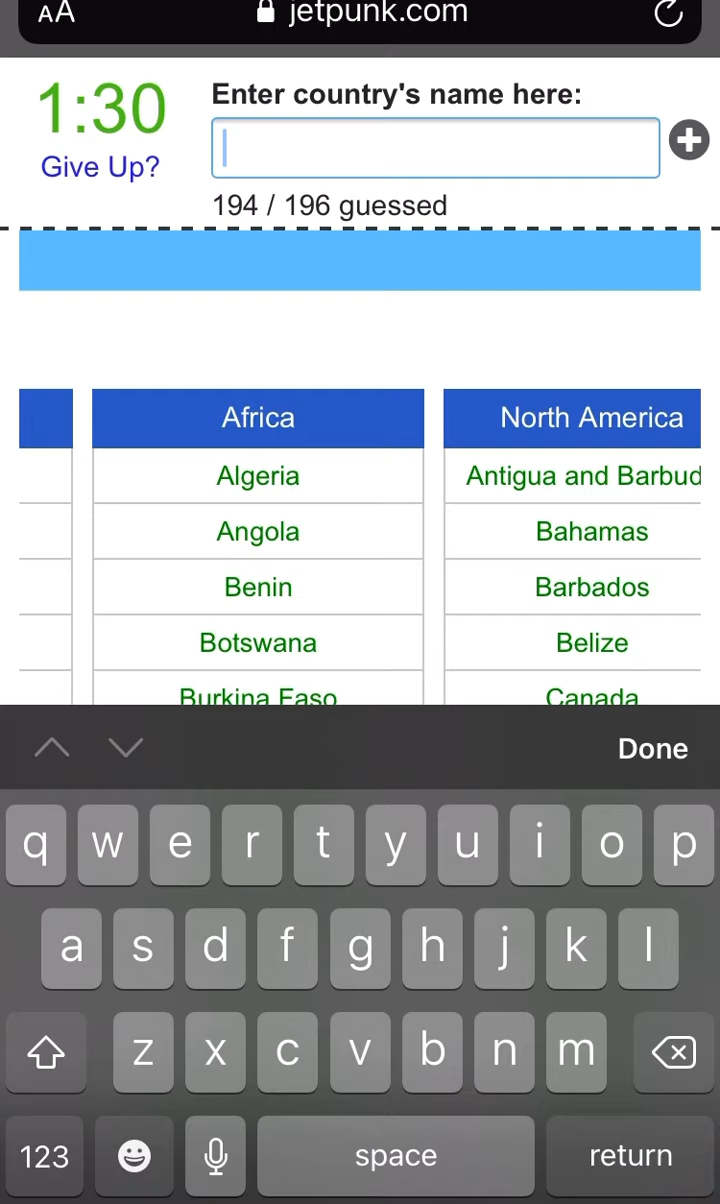 AA jetpunk.com
1:30
Enter country's name here:
Give Up?
194 / 196 guessed
Africa
North America
Algeria
Antigua and Barbud
Angola
Bahamas
Benin
Barbados
Botswana
Belize
Burkina Faso
Canada
Done
q w e r t y u i o p
a s d f g h j k l
z x c v b n m
123
space
return